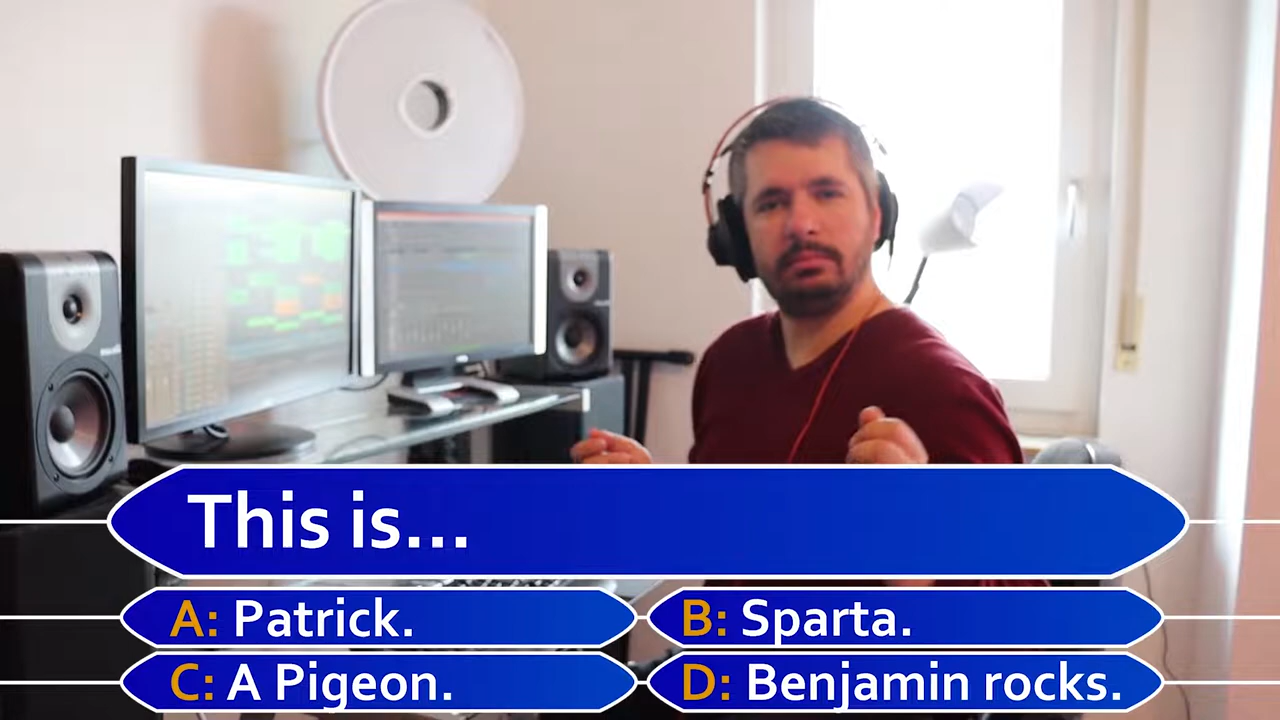 This is...
A: Patrick.
B: Sparta.
C: A Pigeon.
D: Benjamin rocks.